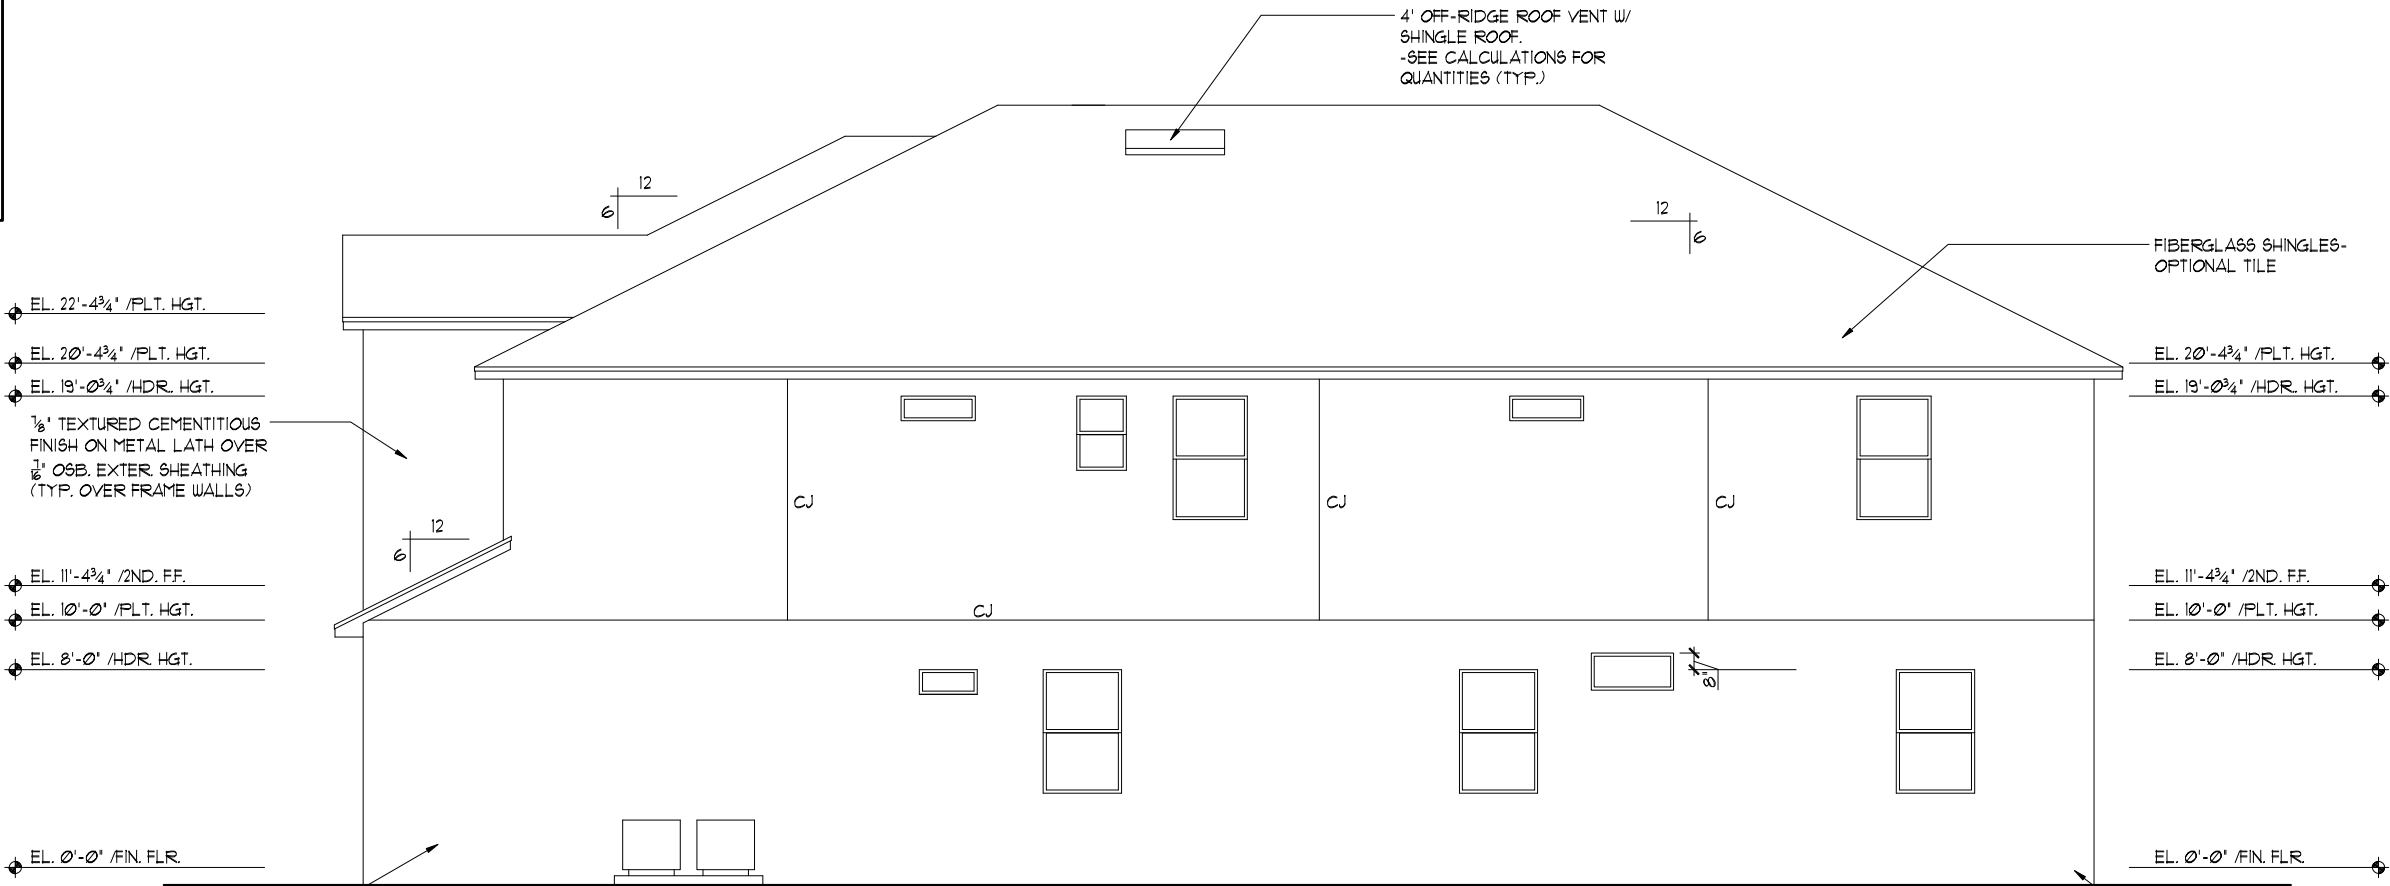 4' OFF-RIDGE ROOF VENT W/
SHINGLE ROOF.
-SEE CALCULATIONS FOR
QUANTITIES (TYP.)
12
6
12
6
FIBERGLASS SHINGLES-
OPTIONAL TILE
EL. 22'-4¾" /PLT. HGT.
EL. 20'-4¾" /PLT. HGT.
EL. 19'-0¾" /HDR. HGT.
⅞" TEXTURED CEMENTITIOUS
FINISH ON METAL LATH OVER
7/16" OSB. EXTER. SHEATHING
(TYP. OVER FRAME WALLS)
12
6
EL. 11'-4¾" /2ND. F.F.
EL. 10'-0" /PLT. HGT.
EL. 8'-0" /HDR. HGT.
EL. 0'-0" /FIN. FLR.
CJ
CJ
CJ
CJ
8"
EL. 20'-4¾" /PLT. HGT.
EL. 19'-0¾" /HDR. HGT.
EL. 11'-4¾" /2ND. F.F.
EL. 10'-0" /PLT. HGT.
EL. 8'-0" /HDR. HGT.
EL. 0'-0" /FIN. FLR.